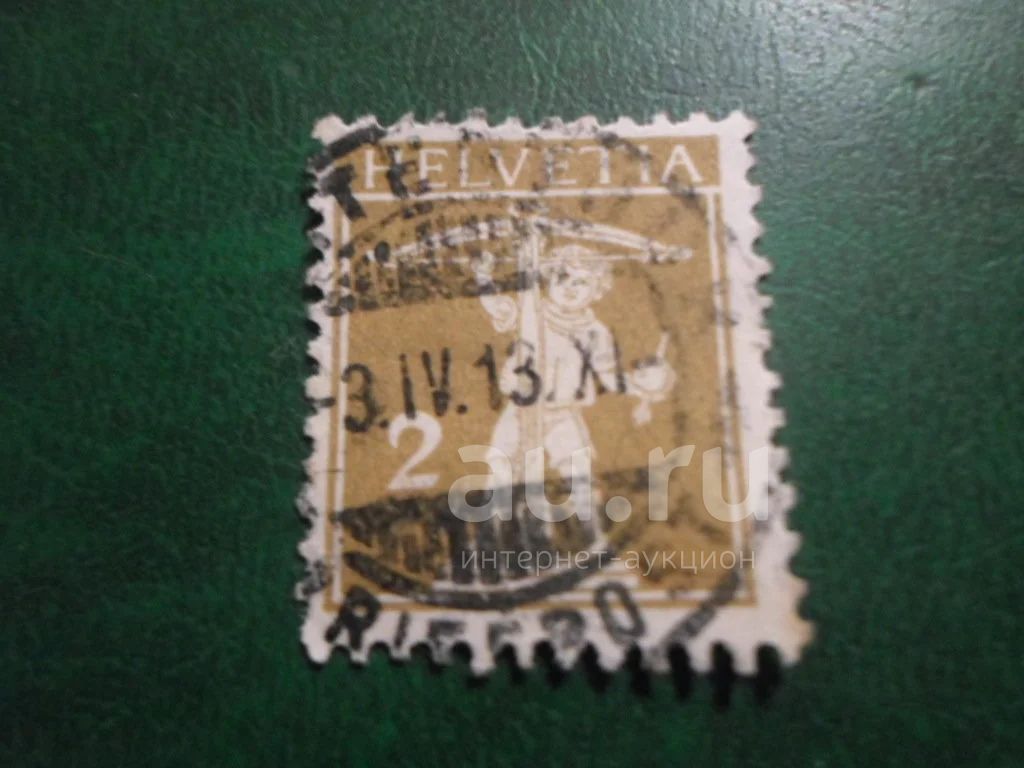 HELVETIA
-3.IV.13.XI-
2
au.ru
интернет-аукцион